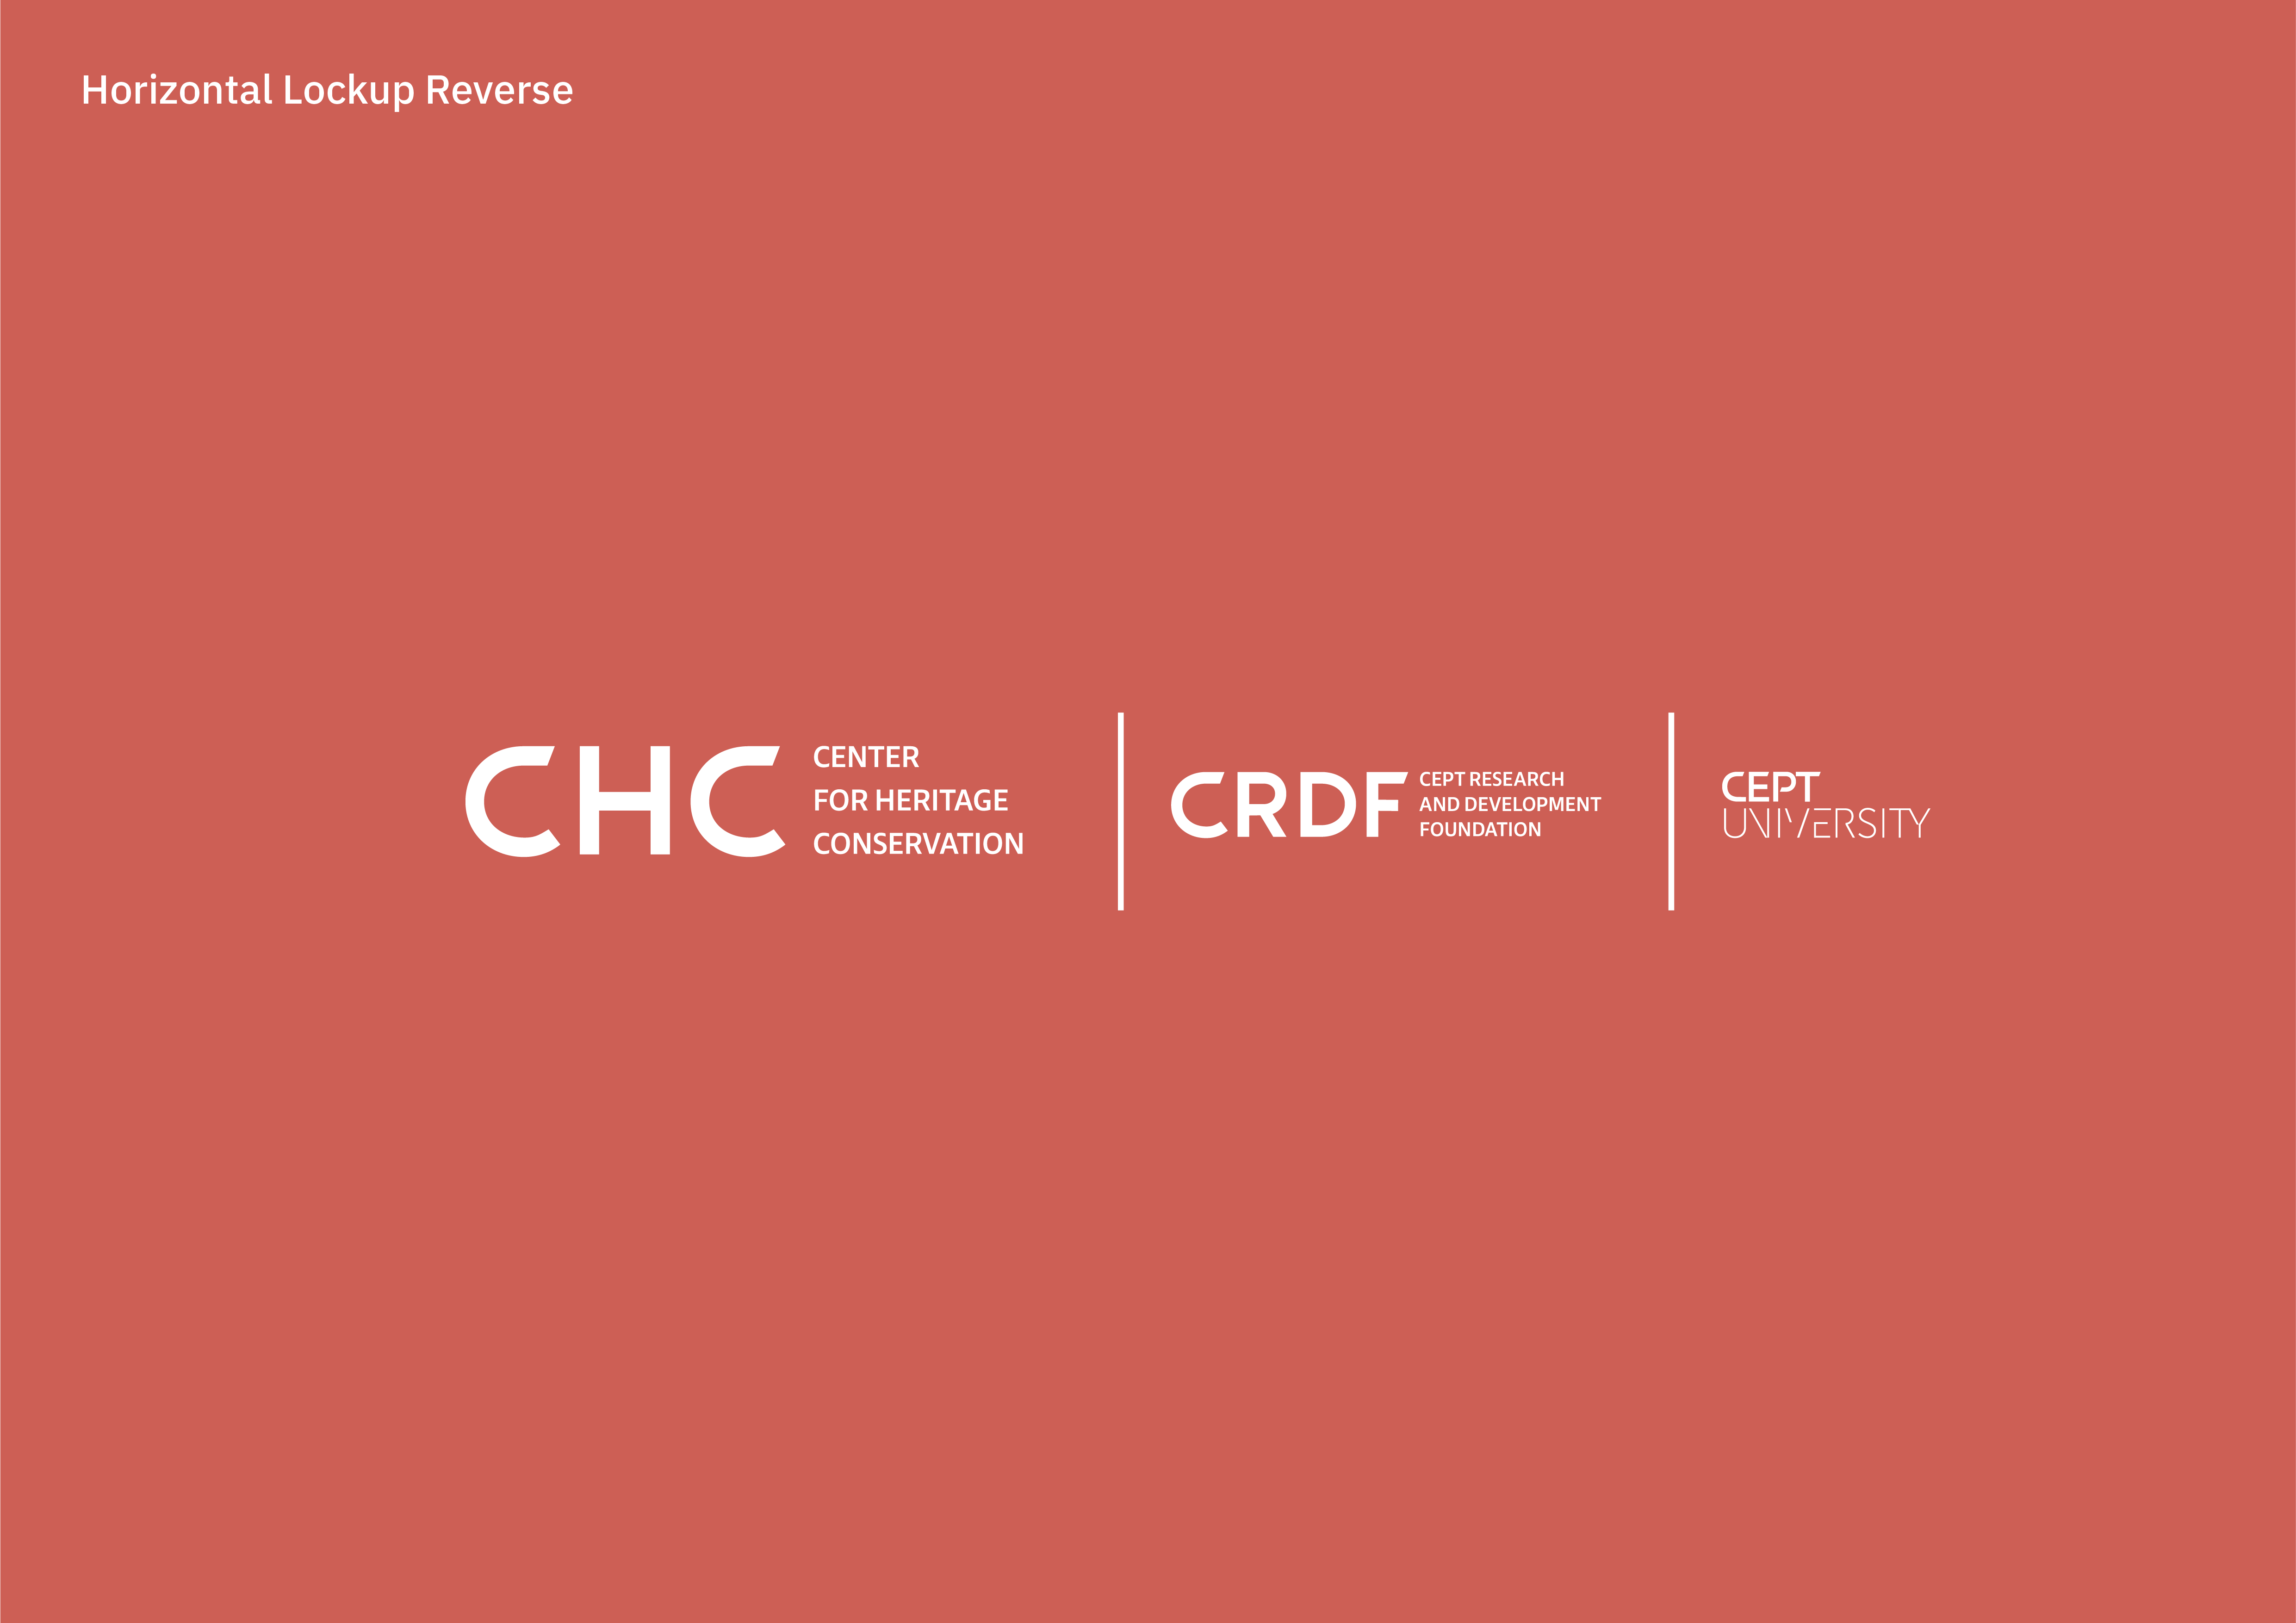 Horizontal Lockup Reverse
CHC
CENTER
FOR HERITAGE
CONSERVATION
CRDF
CEPT RESEARCH
AND DEVELOPMENT
FOUNDATION
CEPT
UNIVERSITY